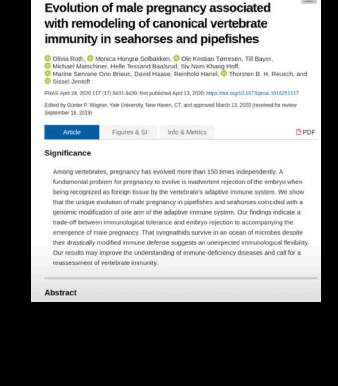 Evolution of male pregnancy associated
with remodeling of canonical vertebrate
immunity in seahorses and pipefishes
Olivia Roth, Monica Hongrø Solbakken, Ole Kristian Tørresen, Till Bayer,
Michael Matschiner, Helle Tessand Baalsrud, Siv Nam Khang Hoff,
Marine Servane Ono Brieuc, David Haase, Reinhold Hanel, Thorsten B. H. Reusch, and
Sissel Jentoft
PNAS April 28, 2020 117 (17) 9431-9439; first published April 13, 2020; https://doi.org/10.1073/pnas.1916251117
Edited by Günter P. Wagner, Yale University, New Haven, CT, and approved March 13, 2020 (received for review
September 18, 2019)
Article Figures & SI Info & Metrics PDF
Significance
Among vertebrates, pregnancy has evolved more than 150 times independently. A
fundamental problem for pregnancy to evolve is inadvertent rejection of the embryo when
being recognized as foreign tissue by the vertebrate's adaptive immune system. We show
that the unique evolution of male pregnancy in pipefishes and seahorses coincided with a
genomic modification of one arm of the adaptive immune system. Our findings indicate a
trade-off between immunological tolerance and embryo rejection to accompany the
emergence of male pregnancy. That syngnathids survive in an ocean of microbes despite
their drastically modified immune defense suggests an unexpected immunological flexibility.
Our results may improve the understanding of immune-deficiency diseases and call for a
reassessment of vertebrate immunity.
Abstract